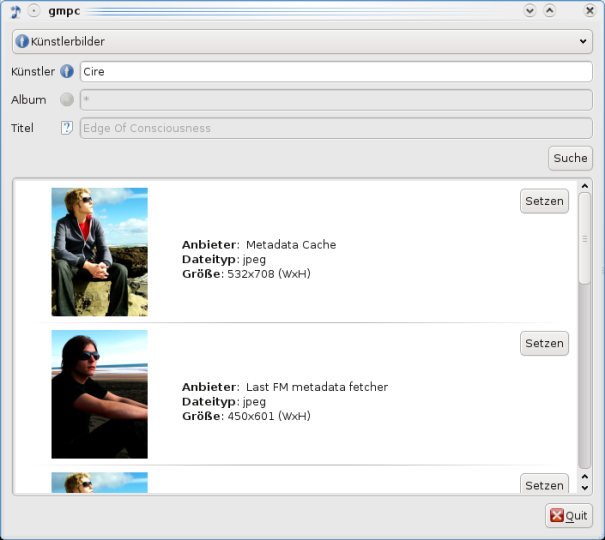 gmpc
Künstlerbilder
Künstler Cire
Album *
Titel Edge Of Consciousness
Suche
Setzen
Anbieter: Metadata Cache
Dateityp: jpeg
Größe: 532x708 (WxH)
Setzen
Anbieter: Last FM metadata fetcher
Dateityp: jpeg
Größe: 450x601 (WxH)
Setzen
Quit